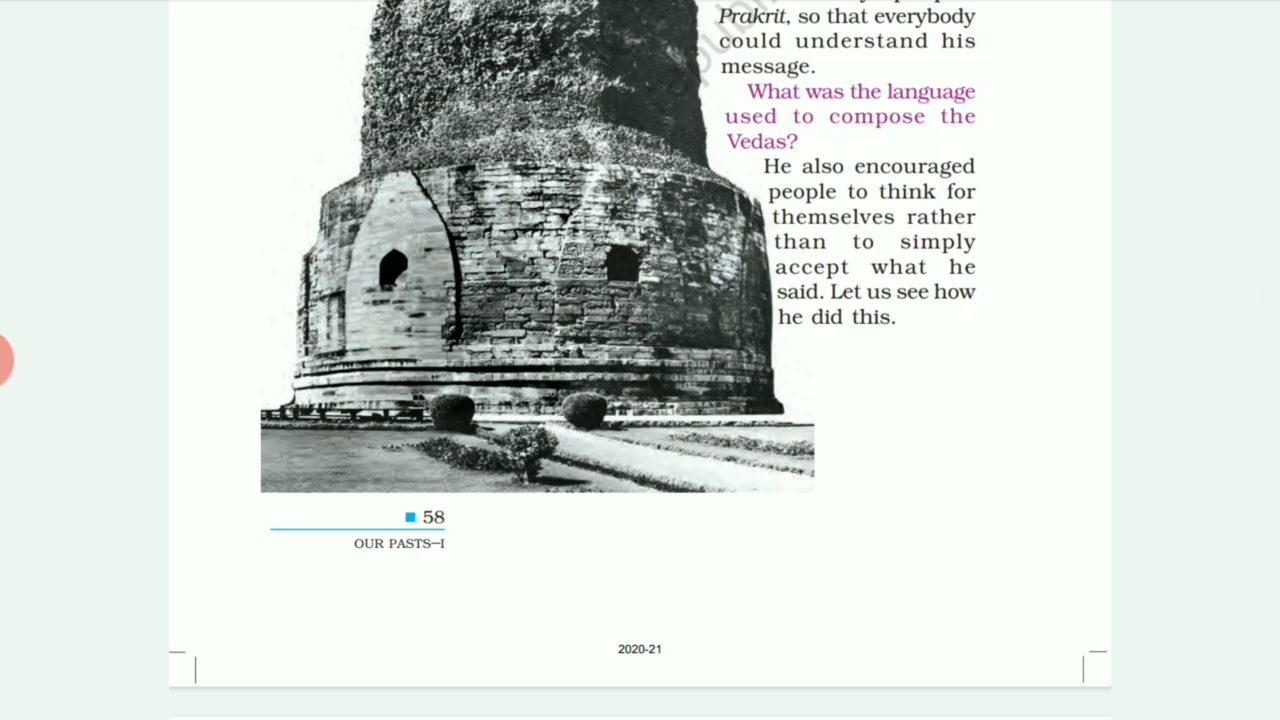 Prakrit, so that everybody
could understand his
message.
What was the language
used to compose the
Vedas?
He also encouraged
people to think for
themselves rather
than to simply
accept what he
said. Let us see how
he did this.
58
OUR PASTS—I
2020-21